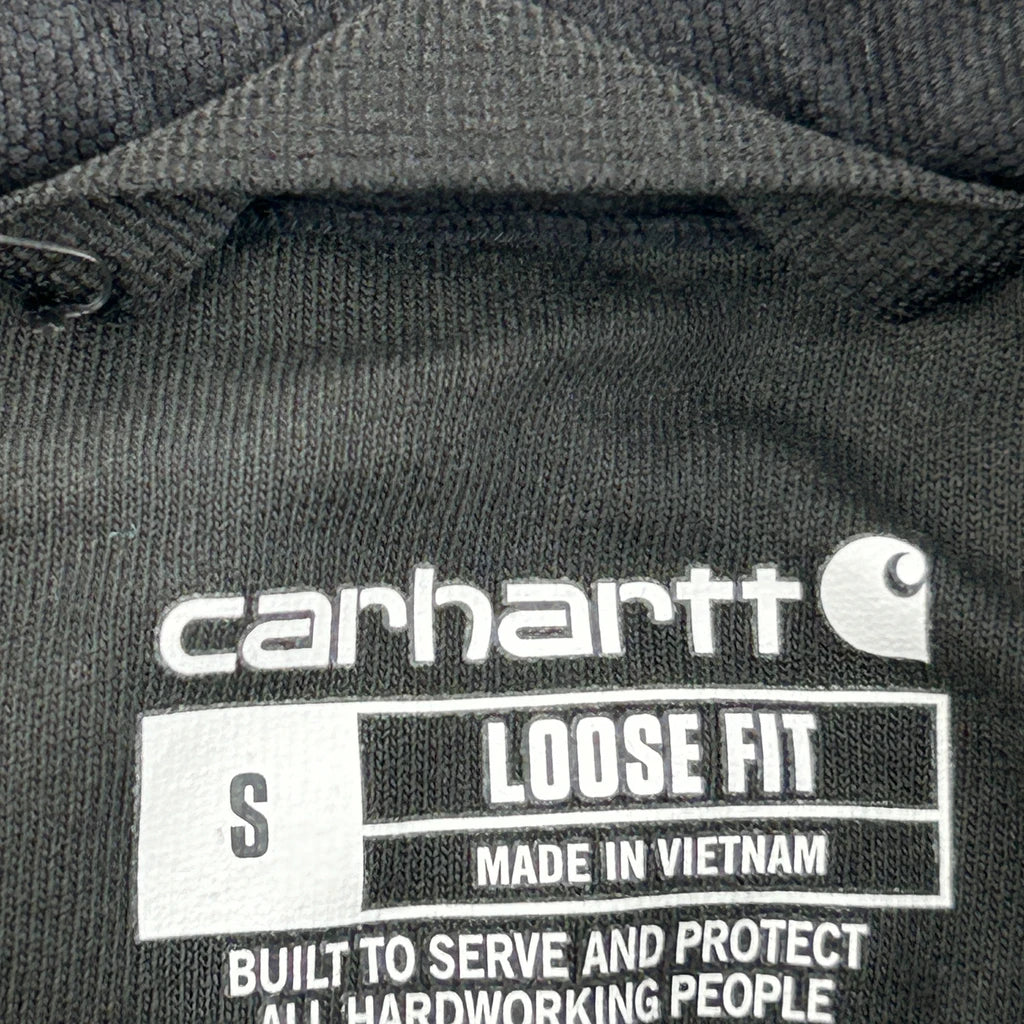 carhartt
S
LOOSE FIT
MADE IN VIETNAM
BUILT TO SERVE AND PROTECT
ALL HARDWORKING PEOPLE